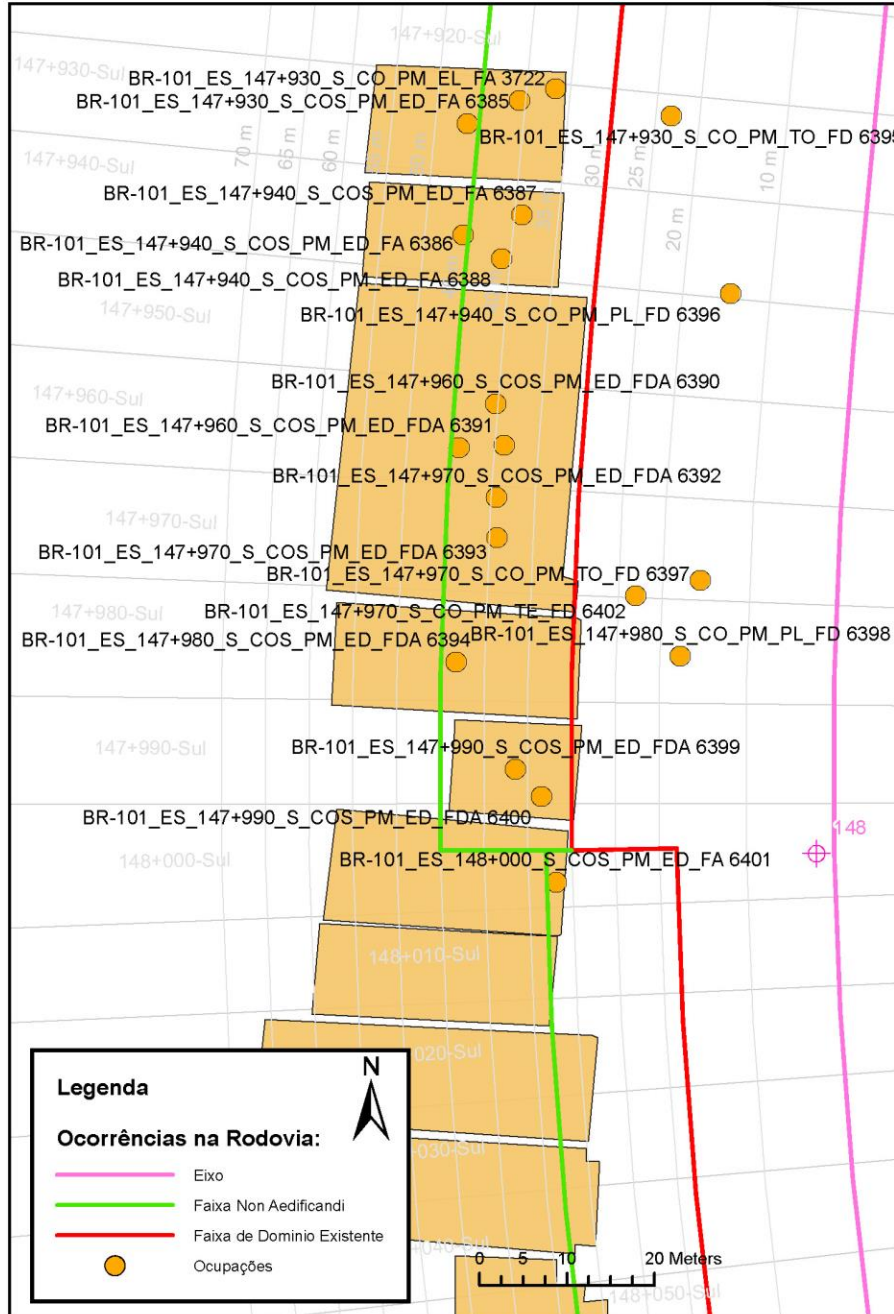 147+920-Sul
147+930-Sul
BR-101_ES_147+930_S_CO_PM_EL_FA 3722
BR-101_ES_147+930_S_COS_PM_ED_FA 6385
BR-101_ES_147+930_S_CO_PM_TO_FD 6395
70 m
65 m
60 m
30 m
25 m
20 m
10 m
147+940-Sul
BR-101_ES_147+940_S_COS_PM_ED_FA 6387
BR-101_ES_147+940_S_COS_PM_ED_FA 6386
BR-101_ES_147+940_S_COS_PM_ED_FA 6388
147+950-Sul
BR-101_ES_147+940_S_CO_PM_PL_FD 6396
BR-101_ES_147+960_S_COS_PM_ED_FDA 6390
147+960-Sul
BR-101_ES_147+960_S_COS_PM_ED_FDA 6391
BR-101_ES_147+970_S_COS_PM_ED_FDA 6392
147+970-Sul
BR-101_ES_147+970_S_COS_PM_ED_FDA 6393
BR-101_ES_147+970_S_CO_PM_TO_FD 6397
147+980-Sul
BR-101_ES_147+970_S_CO_PM_TE_FD 6402
BR-101_ES_147+980_S_COS_PM_ED_FDA 6394
BR-101_ES_147+980_S_CO_PM_PL_FD 6398
147+990-Sul
BR-101_ES_147+990_S_COS_PM_ED_FDA 6399
BR-101_ES_147+990_S_COS_PM_ED_FDA 6400
148
148+000-Sul
BR-101_ES_148+000_S_COS_PM_ED_FA 6401
148+010-Sul
020-Sul
030-Sul
040-Sul
148+050-Sul
Legenda
N
Ocorrências na Rodovia:
Eixo
Faixa Non Aedificandi
Faixa de Dominio Existente
Ocupações
0 5 10 20 Meters